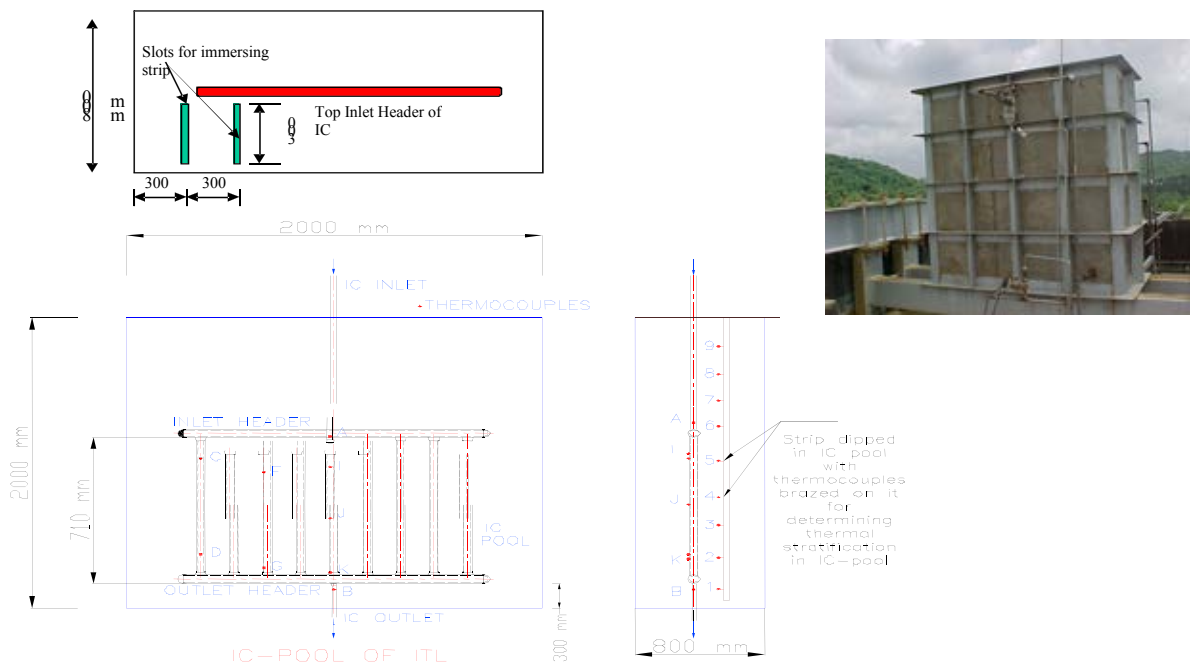 Slots for immersing
strip
800
m
m
300
Top Inlet Header of
IC
300
300
2000 mm
IC INLET
THERMOCOUPLES
INLET HEADER
A
C
F
I
J
D
G
K
IC
POOL
OUTLET HEADER
B
IC OUTLET
2000 mm
710 mm
300 mm
IC-POOL OF ITL
9
8
7
A
6
I
5
4
J
3
K
2
B
1
800 mm
Strip dipped
in IC pool
with
thermocouples
brazed on it
for
determining
thermal
stratification
in IC-pool